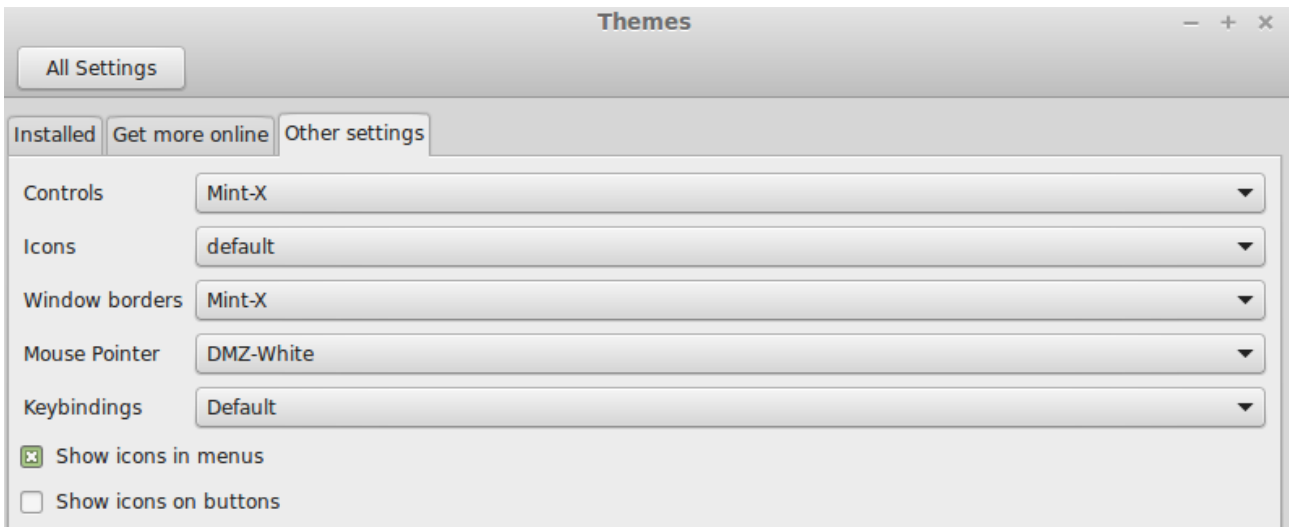 Themes
All Settings
Installed Get more online Other settings
Controls Mint-X
Icons default
Window borders Mint-X
Mouse Pointer DMZ-White
Keybindings Default
Show icons in menus
Show icons on buttons